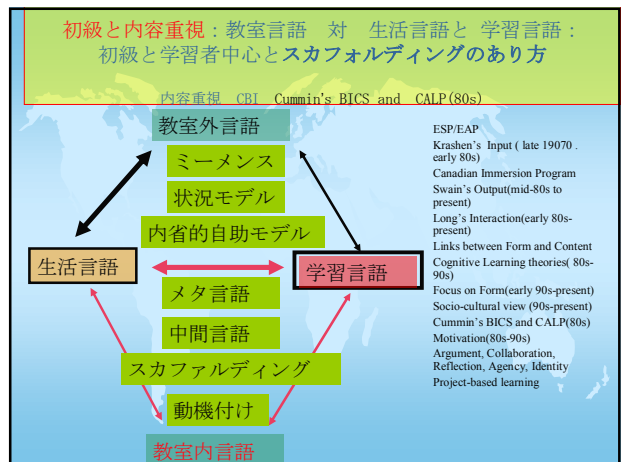 初級と内容重視：教室言語　対　生活言語と 学習言語：
初級と学習者中心とスカフォルディングのあり方
内容重視　CBI　Cummin's BICS and　CALP(80s)
教室外言語
ミーメンス
状況モデル
内省的自助モデル
生活言語
学習言語
メタ言語
中間言語
スカファルディング
動機付け
教室内言語
ESP/EAP
Krashen's Input ( late 19070 .
early 80s)
Canadian Immersion Program
Swain's Output(mid-80s to
present)
Long's Interaction(early 80s-
present)
Links between Form and Content
Cognitive Learning theories( 80s-
90s)
Focus on Form(early 90s-present)
Socio-cultural view (90s-present)
Cummin's BICS and CALP(80s)
Motivation(80s-90s)
Argument, Collaboration,
Reflection, Agency, Identity
Project-based learning